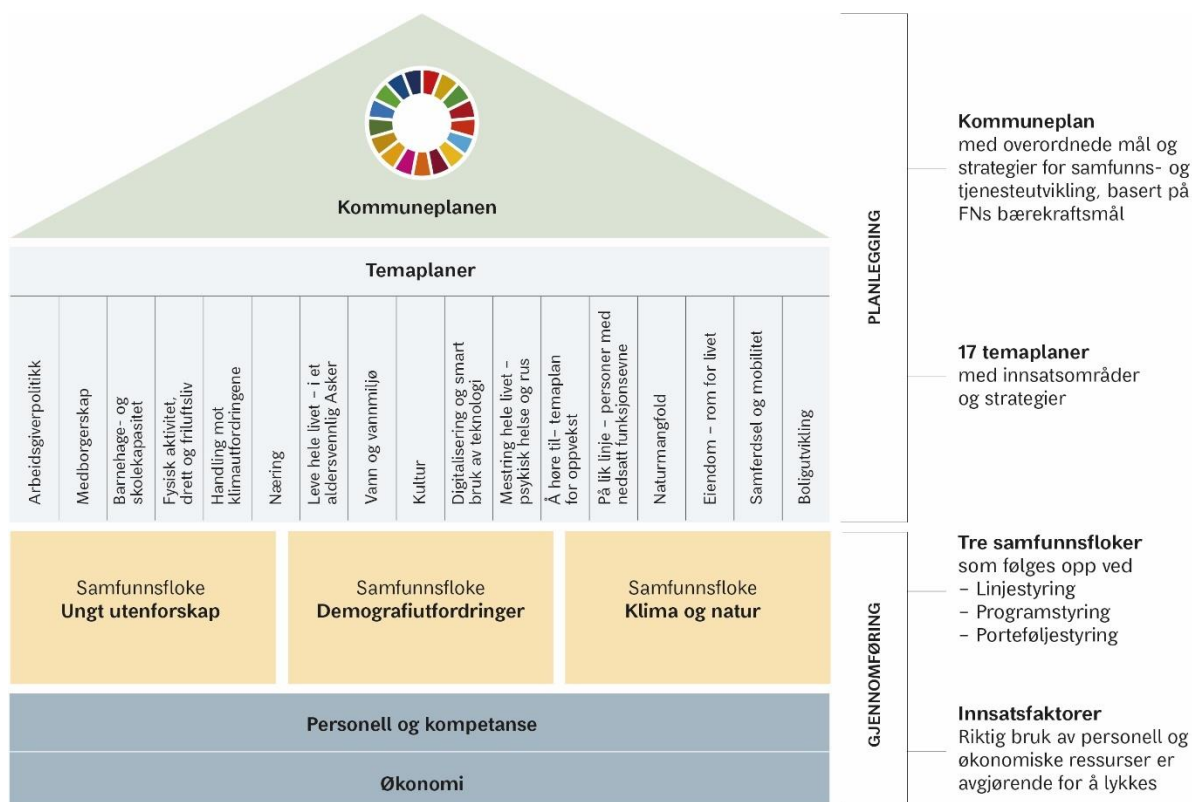 Kommuneplanen
Temaplaner
Arbeidsgiverpolitikk
Medborgerskap
Barnehage- og
skolekapasitet
Fysisk aktivitet,
drett og friluftsliv
Handling mot
klimautfordringene
Næring
Leve hele livet – i et
aldersvennlig Asker
Vann og vannmiljø
Kultur
Digitalisering og smart
bruk av teknologi
Mestring hele livet –
psykisk helse og rus
Å høre til– temaplan
for oppvekst
På lik linje – personer med
nedsatt funksjonsevne
Naturmangfold
Eiendom – rom for livet
Samferdsel og mobilitet
Boligutvikling
Samfunnsfloke
Ungt utenforskap
Samfunnsfloke
Demografiutfordringer
Samfunnsfloke
Klima og natur
Personell og kompetanse
Økonomi
PLANLEGGING
GJENNOMFØRING
Kommuneplan
med overordnede mål og
strategier for samfunns- og
tjenesteutvikling, basert på
FNs bærekraftsmål
17 temaplaner
med innsatsområder
og strategier
Tre samfunnsfloker
som følges opp ved
– Linjestyring
– Programstyring
– Porteføljestyring
Innsatsfaktorer
Riktig bruk av personell og
økonomiske ressurser er
avgjørende for å lykkes